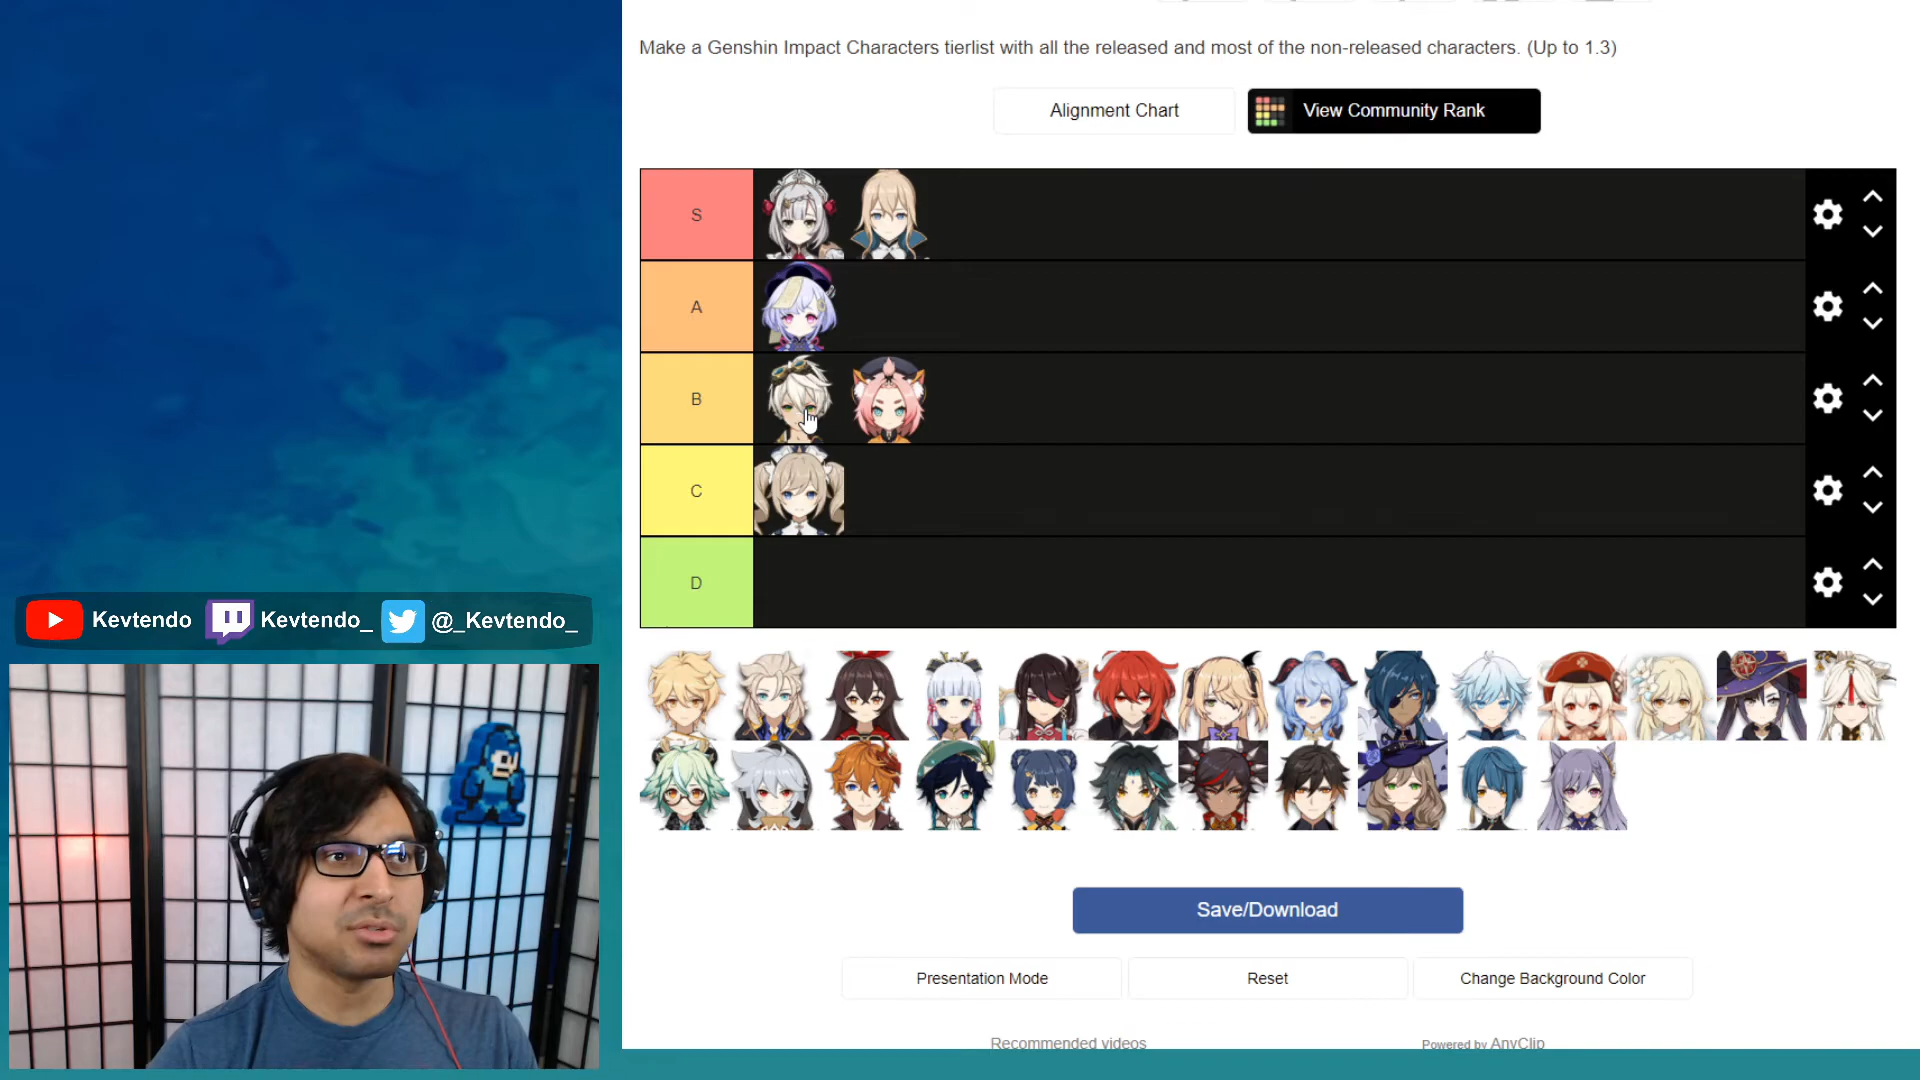 Make a Genshin Impact Characters tierlist with all the released and most of the non-released characters. (Up to 1.3)
Alignment Chart
View Community Rank
S
A
B
C
D
Kevtendo
Kevtendo_
@_Kevtendo_
Save/Download
Presentation Mode
Reset
Change Background Color
Recommended videos
Powered by AnyClip